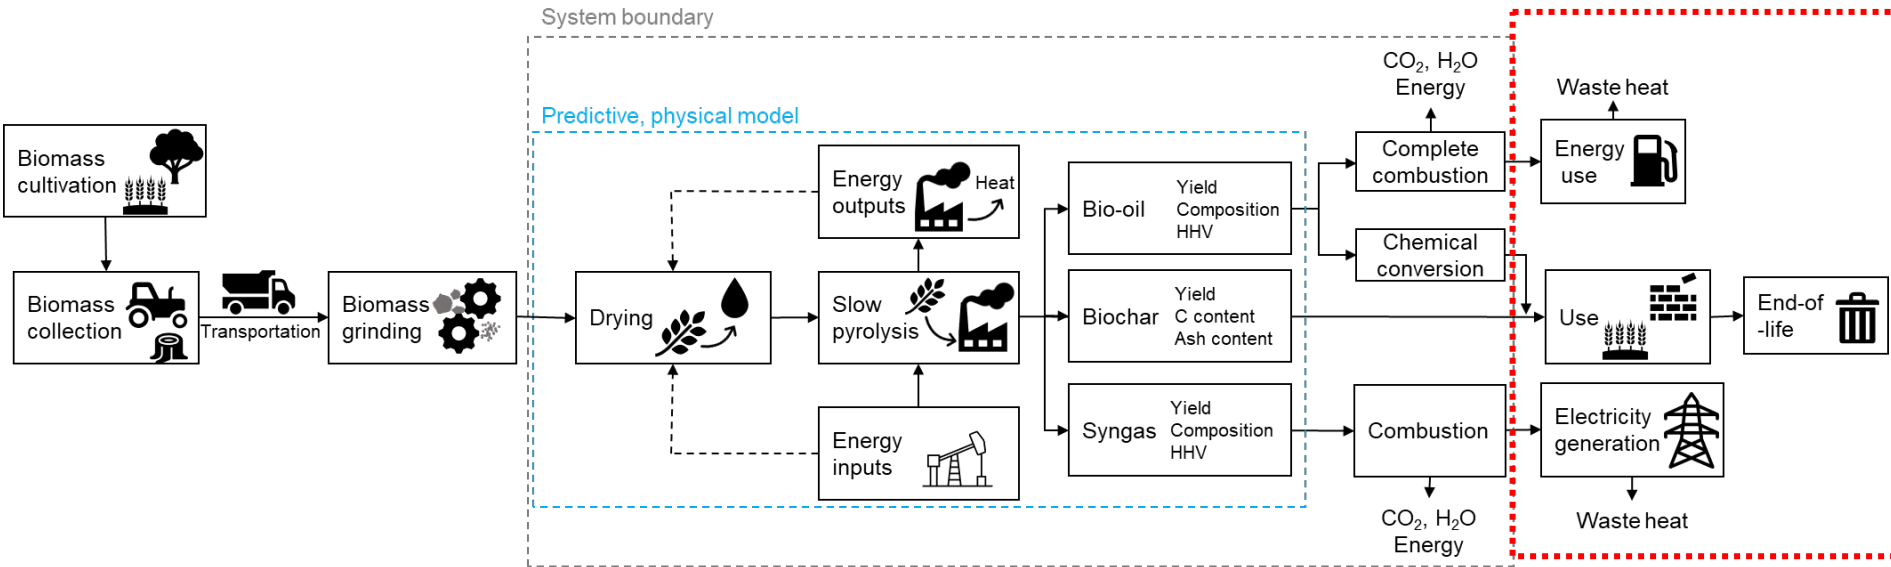 System boundary
Predictive, physical model
Biomass
cultivation
Biomass
collection
Transportation
Biomass
grinding
Drying
Energy
outputs
Heat
Slow
pyrolysis
Energy
inputs
Bio-oil
Yield
Composition
HHV
Biochar
Yield
C content
Ash content
Syngas
Yield
Composition
HHV
CO₂, H₂O
Energy
Complete
combustion
Chemical
conversion
Combustion
CO₂, H₂O
Energy
Waste heat
Energy
use
Use
End-of
-life
Electricity
generation
Waste heat